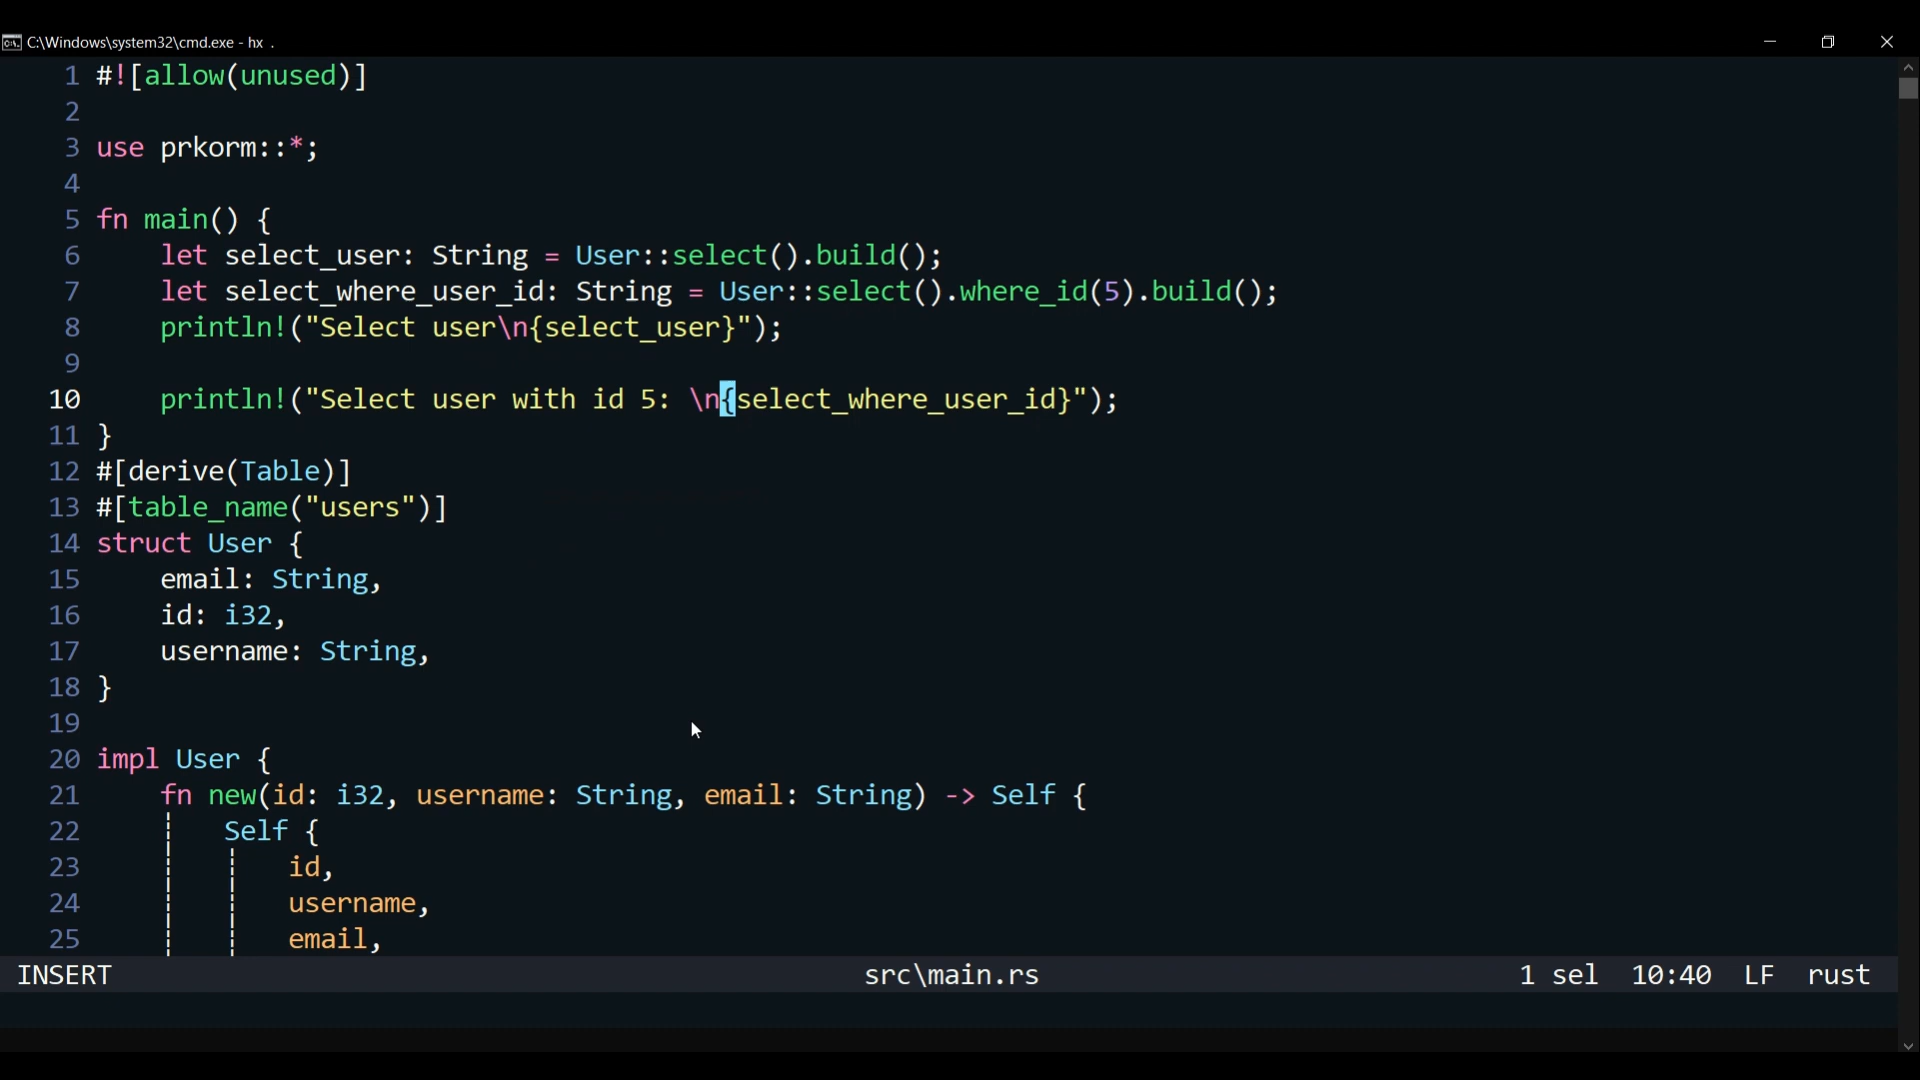 C:\Windows\system32\cmd.exe - hx .
1 #![allow(unused)]
2
3 use prkorm::*;
4
5 fn main() {
6     let select_user: String = User::select().build();
7     let select_where_user_id: String = User::select().where_id(5).build();
8     println!("Select user\n{select_user}");
9
10     println!("Select user with id 5: \n{select_where_user_id}");
11 }
12 #[derive(Table)]
13 #[table_name("users")]
14 struct User {
15     email: String,
16     id: i32,
17     username: String,
18 }
19
20 impl User {
21     fn new(id: i32, username: String, email: String) -> Self {
22         Self {
23             id,
24             username,
25             email,
INSERT src\main.rs 1 sel 10:40 LF rust